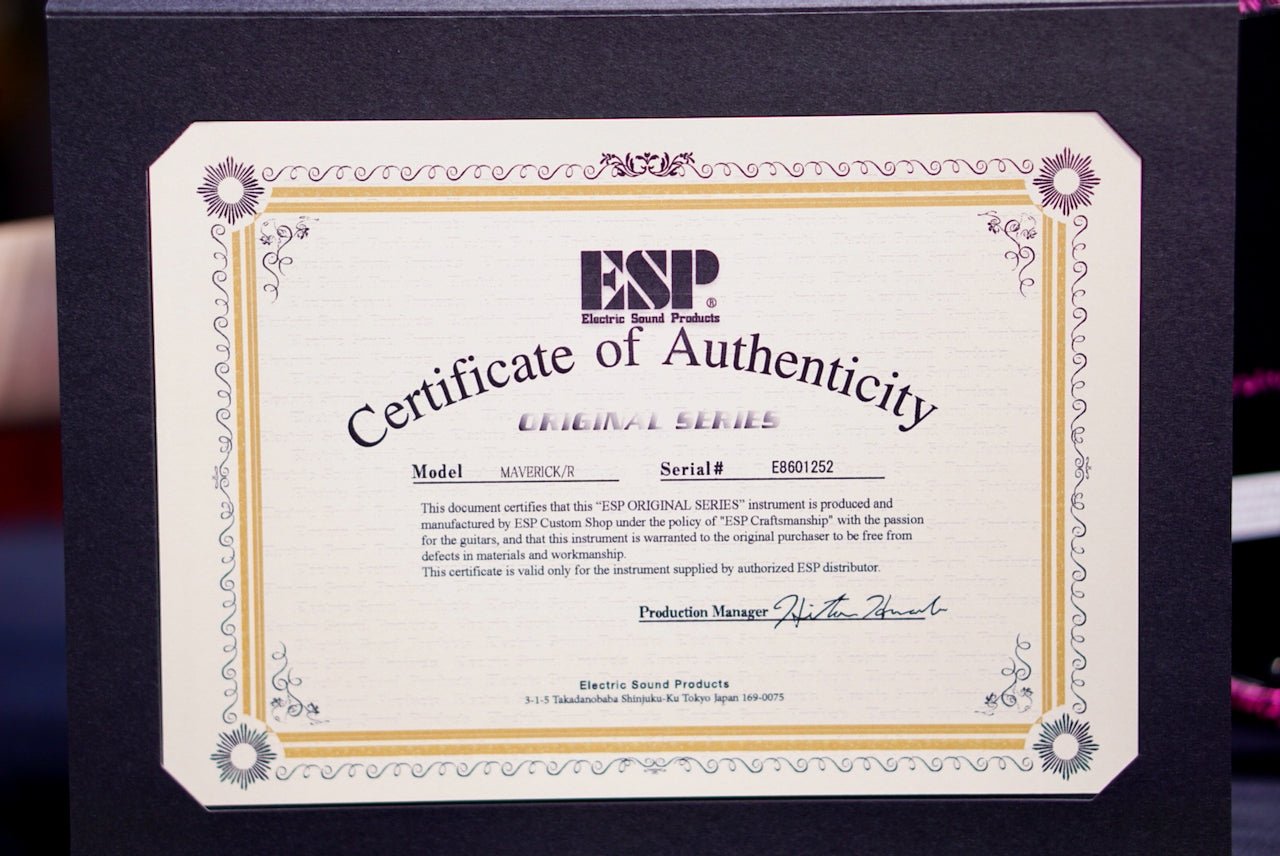 ESP®
Electric Sound Products
Certificate of Authenticity
ORIGINAL SERIES
Model MAVERICK/R Serial# E8601252
This document certifies that this “ESP ORIGINAL SERIES” instrument is produced and
manufactured by ESP Custom Shop under the policy of "ESP Craftsmanship" with the passion
for the guitars, and that this instrument is warranted to the original purchaser to be free from
defects in materials and workmanship.
This certificate is valid only for the instrument supplied by authorized ESP distributor.
Production Manager
Electric Sound Products
3-1-5 Takadanobaba Shinjuku-Ku Tokyo Japan 169-0075